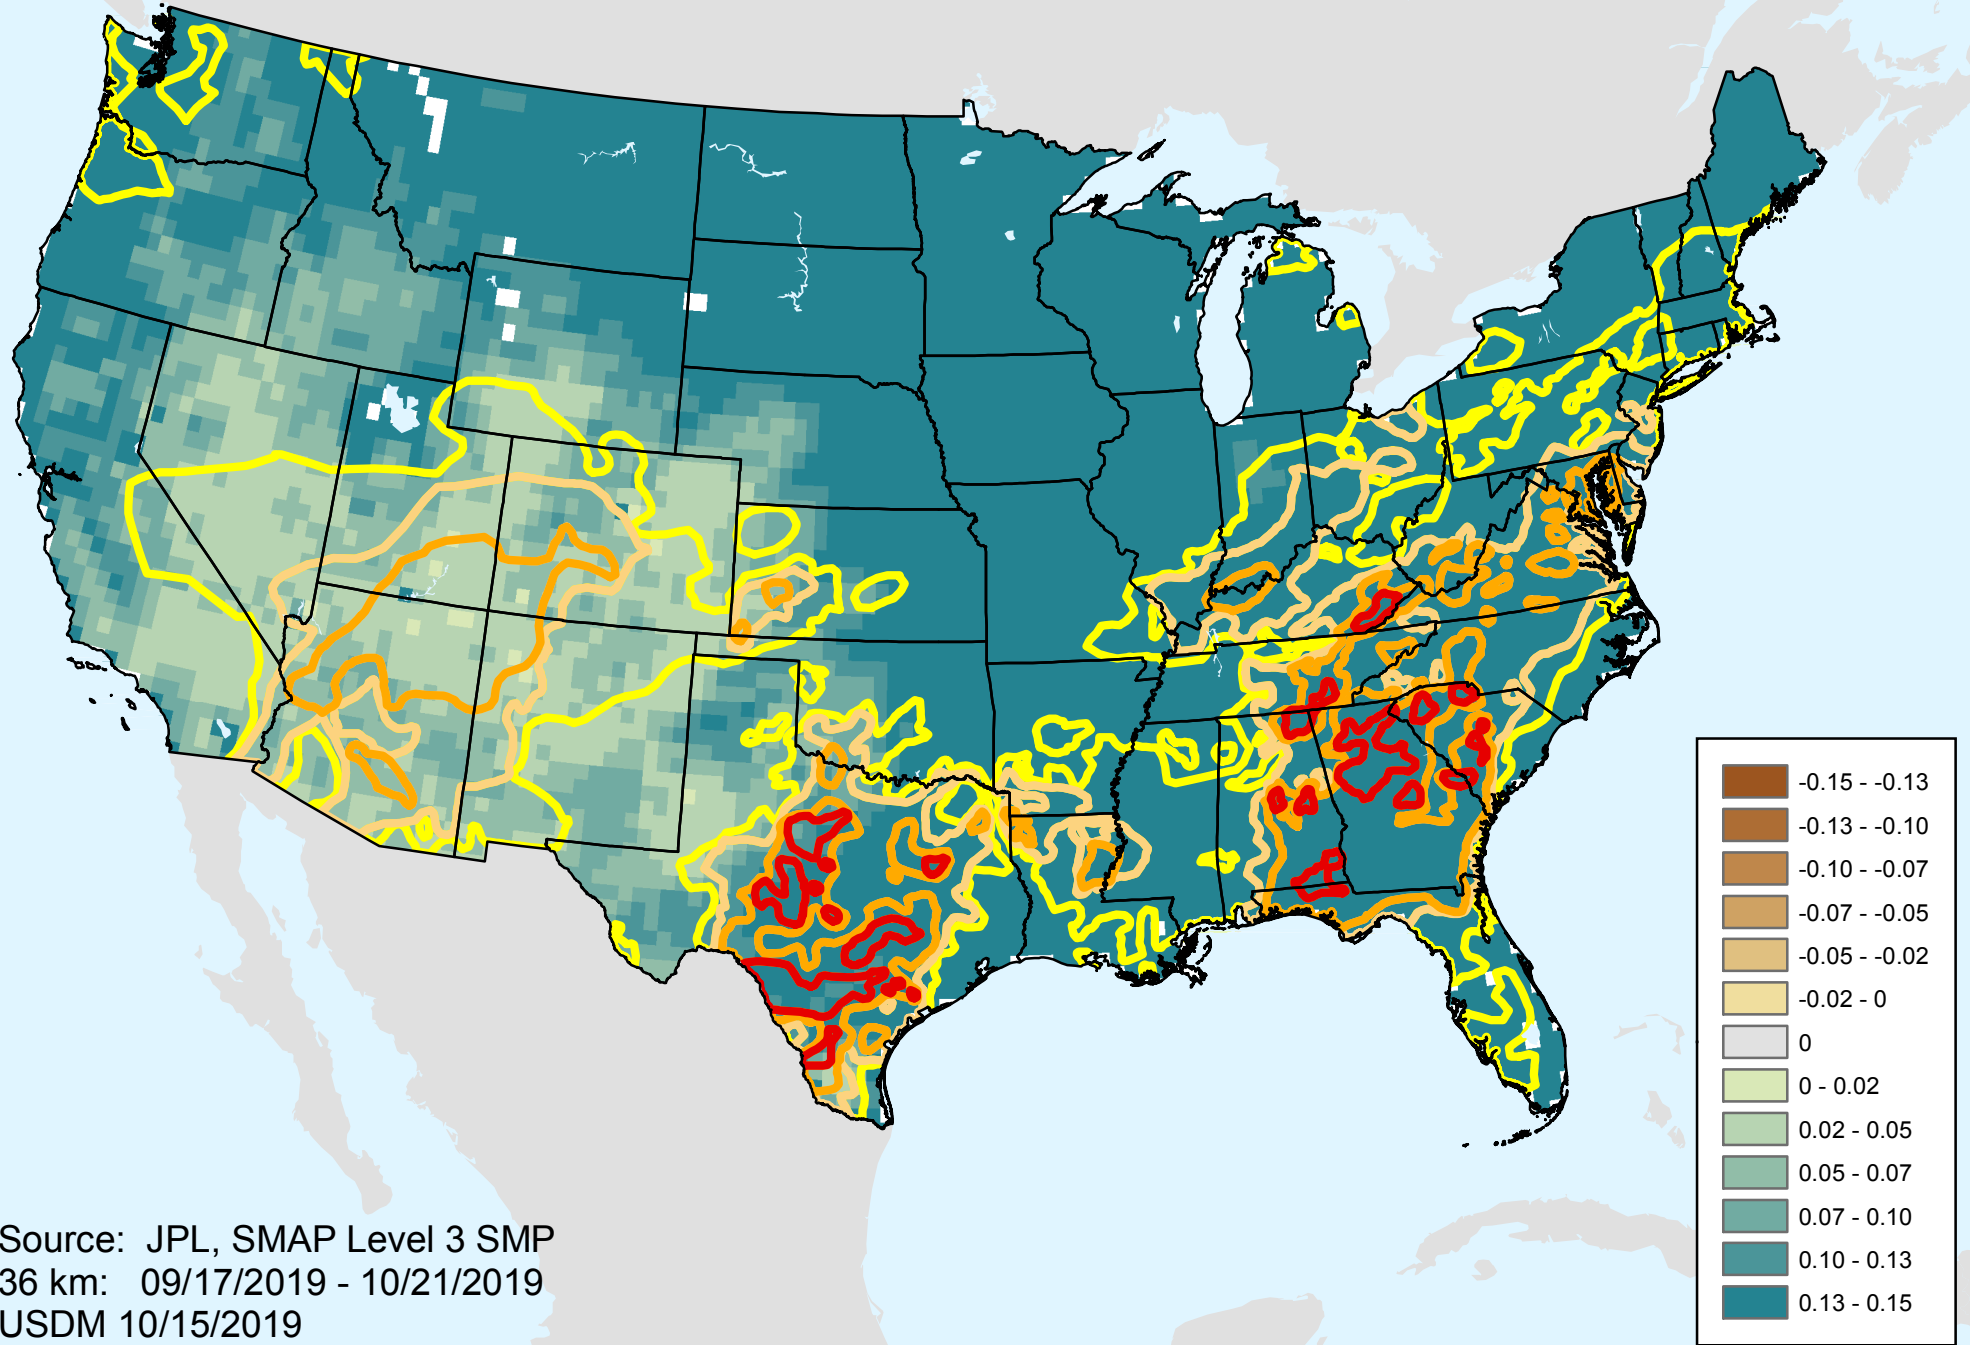 -0.15 - -0.13
-0.13 - -0.10
-0.10 - -0.07
-0.07 - -0.05
-0.05 - -0.02
-0.02 - 0
0
0 - 0.02
0.02 - 0.05
0.05 - 0.07
0.07 - 0.10
0.10 - 0.13
0.13 - 0.15
Source: JPL, SMAP Level 3 SMP
36 km: 09/17/2019 - 10/21/2019
USDM 10/15/2019